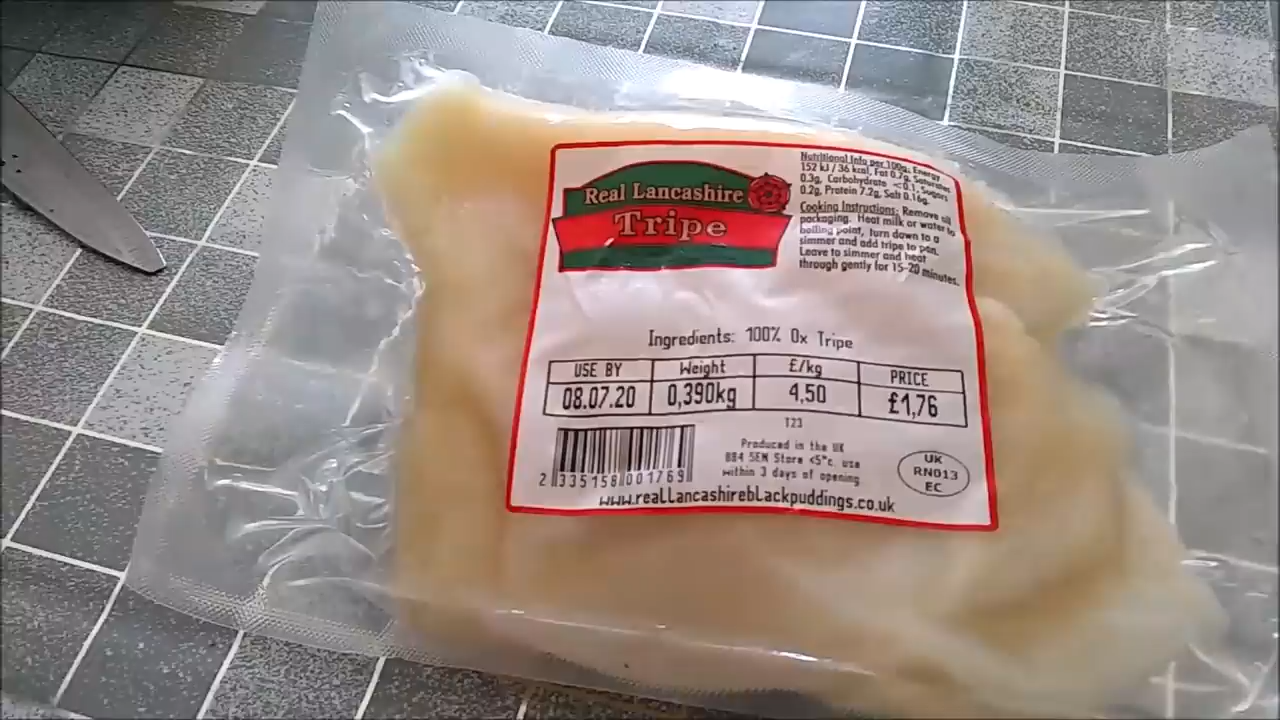 Real Lancashire
Tripe
Nutritional Info per 100g. Energy
152 kJ / 36 kcal, Fat 0.7g, Saturates
0.3g, Carbohydrate <0.1, Sugars
0.2g, Protein 7.2g, Salt 0.16g.
Cooking Instructions: Remove all
packaging. Heat milk or water to
boiling point, turn down to a
simmer and add tripe to pan.
Leave to simmer and heat
through gently for 15-20 minutes.
Ingredients: 100% Ox Tripe
USE BY Weight £/kg PRICE
08.07.20 0,390kg 4,50 £1,76
T23
Produced in the UK
BB4 5EN Store <5°c. use
within 3 days of opening
UK
RN013
EC
2 335158 001769
www.reallancashireblackpuddings.co.uk